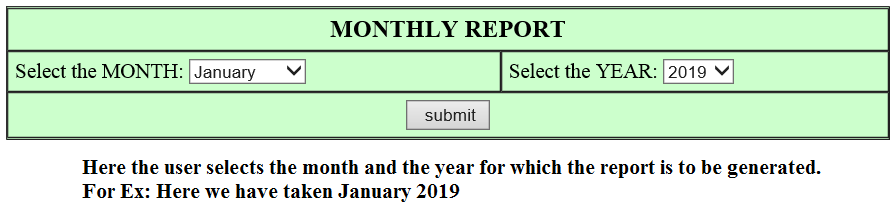 MONTHLY REPORT
Select the MONTH: January Select the YEAR: 2019
submit
Here the user selects the month and the year for which the report is to be generated.
For Ex: Here we have taken January 2019